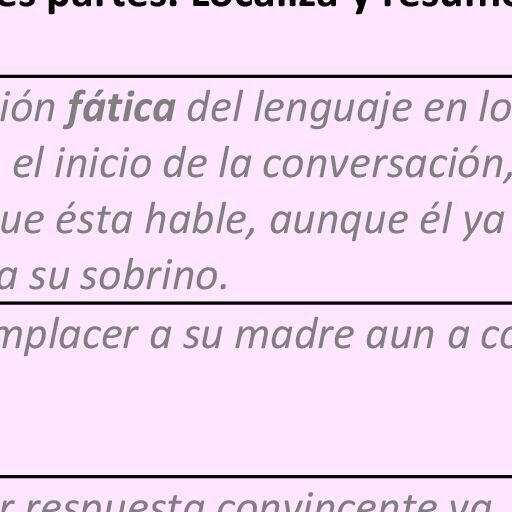 es partes. Localiza y resume
ión fática del lenguaje en lo
el inicio de la conversación,
ue ésta hable, aunque él ya
a su sobrino.
mplacer a su madre aun a co
r respuesta convincente ya